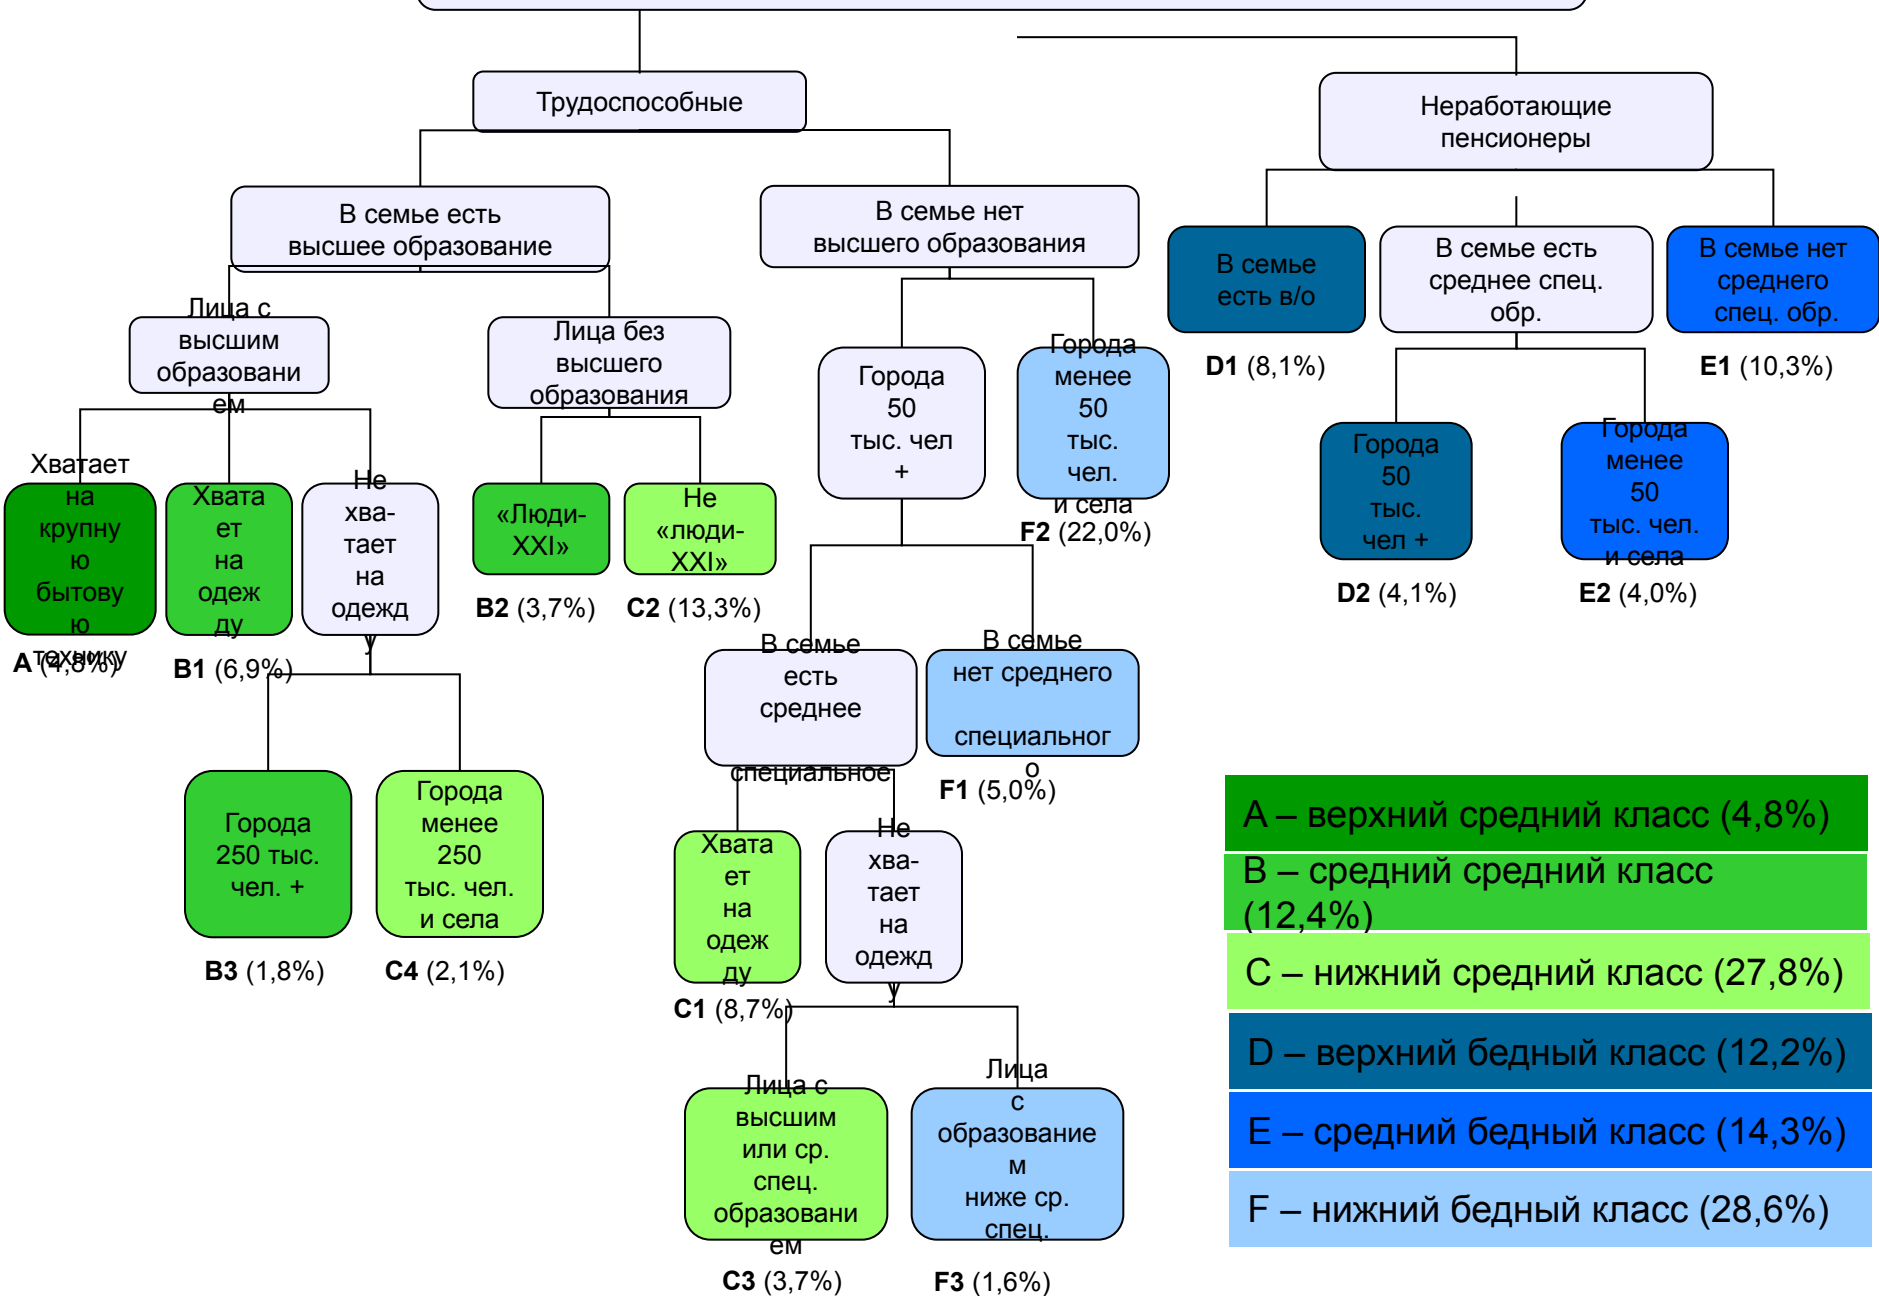 Трудоспособные
Неработающие
пенсионеры
В семье есть
высшее образование
В семье нет
высшего образования
В семье
есть в/о
D1 (8,1%)
В семье есть
среднее спец.
обр.
В семье нет
среднего
спец. обр.
E1 (10,3%)
Лица с
высшим
образовани
ем
Лица без
высшего
образования
Города
50
тыс. чел
+
Города
менее
50
тыс.
чел.
и села
F2 (22,0%)
Города
50
тыс.
чел +
D2 (4,1%)
Города
менее
50
тыс. чел.
и села
E2 (4,0%)
Хватает
на
крупну
ю
бытову
ю
технику
A (4,8%)
Хвата
ет
на
одеж
ду
B1 (6,9%)
Не
хва-
тает
на
одежд
у
«Люди-
XXI»
B2 (3,7%)
Не
«люди-
XXI»
C2 (13,3%)
В семье
есть
среднее
специальное
В семье
нет среднего
специальног
о
F1 (5,0%)
Города
250 тыс.
чел. +
B3 (1,8%)
Города
менее
250
тыс. чел.
и села
C4 (2,1%)
Хвата
ет
на
одеж
ду
C1 (8,7%)
Не
хва-
тает
на
одежд
у
Лица с
высшим
или ср.
спец.
образовани
ем
C3 (3,7%)
Лица
с
образование
м
ниже ср.
спец.
F3 (1,6%)
A – верхний средний класс (4,8%)
B – средний средний класс
(12,4%)
C – нижний средний класс (27,8%)
D – верхний бедный класс (12,2%)
E – средний бедный класс (14,3%)
F – нижний бедный класс (28,6%)